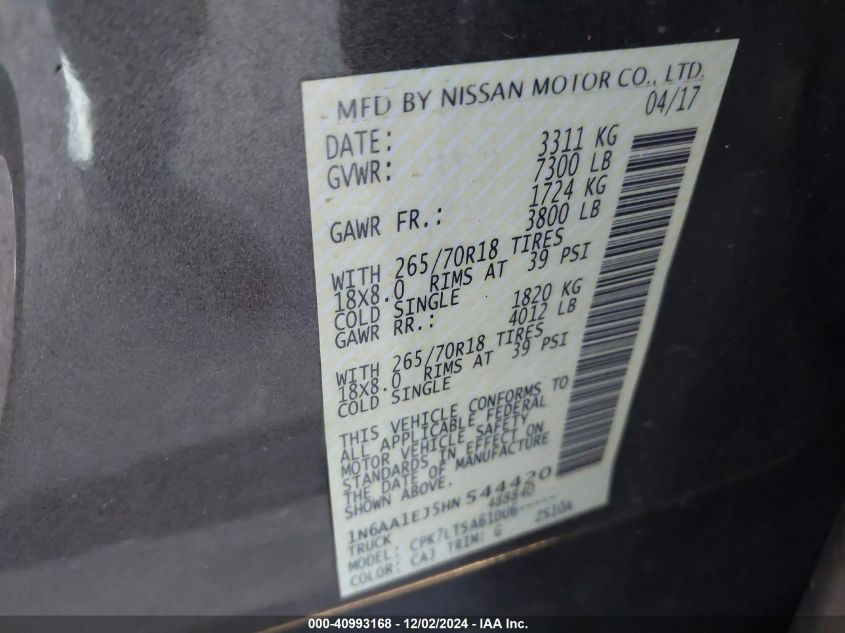 MFD BY NISSAN MOTOR CO., LTD.
DATE: 04/17
GVWR: 3311 KG
7300 LB
GAWR FR.: 1724 KG
3800 LB
WITH 265/70R18 TIRES
18X8.0 RIMS AT 39 PSI
COLD SINGLE
GAWR RR.: 1820 KG
4012 LB
WITH 265/70R18 TIRES
18X8.0 RIMS AT 39 PSI
COLD SINGLE
THIS VEHICLE CONFORMS TO
ALL APPLICABLE FEDERAL
MOTOR VEHICLE SAFETY
STANDARDS IN EFFECT ON
THE DATE OF MANUFACTURE
SHOWN ABOVE.
1N6AA1EJ5HN 544420
TRUCK
MODEL: CPK7LTSA61DU6-----
COLOR: CAJ TRIM: G 2510A
000-40993168 - 12/02/2024 - IAA Inc.